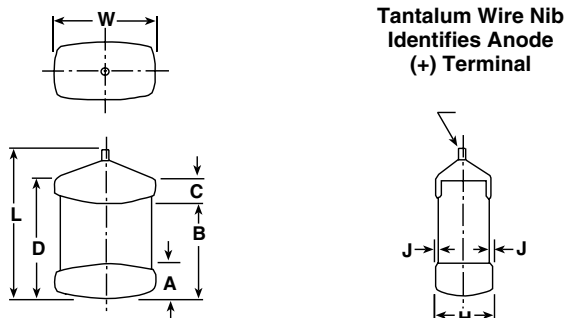 W
Tantalum Wire Nib
Identifies Anode
(+) Terminal
L
D
C
B
A
J
J
H